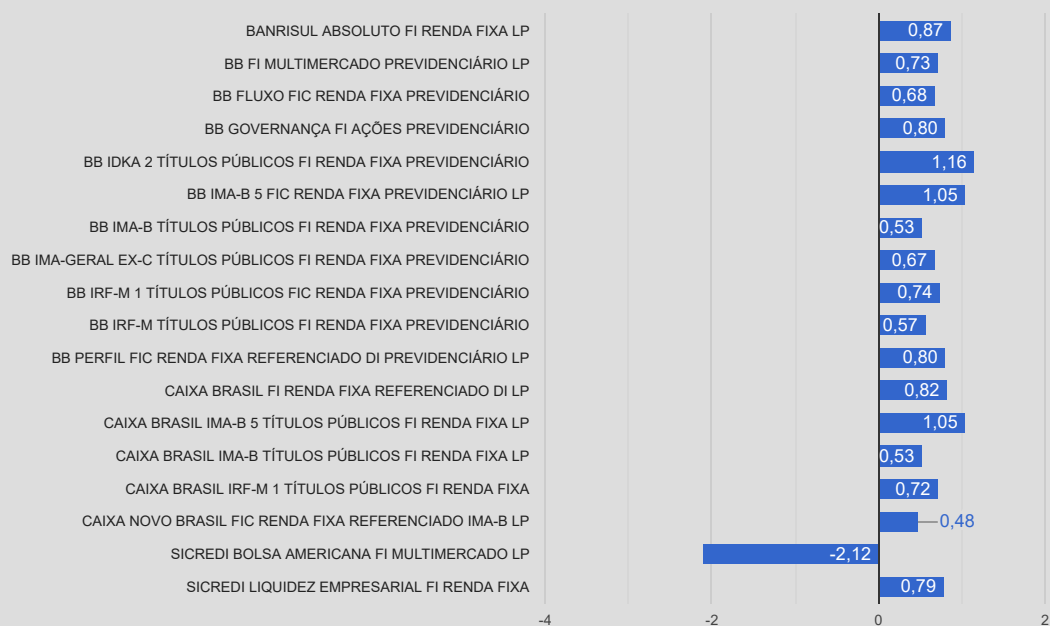 BANRISUL ABSOLUTO FI RENDA FIXA LP 0,87
BB FI MULTIMERCADO PREVIDENCIÁRIO LP 0,73
BB FLUXO FIC RENDA FIXA PREVIDENCIÁRIO 0,68
BB GOVERNANÇA FI AÇÕES PREVIDENCIÁRIO 0,80
BB IDKA 2 TÍTULOS PÚBLICOS FI RENDA FIXA PREVIDENCIÁRIO 1,16
BB IMA-B 5 FIC RENDA FIXA PREVIDENCIÁRIO LP 1,05
BB IMA-B TÍTULOS PÚBLICOS FI RENDA FIXA PREVIDENCIÁRIO 0,53
BB IMA-GERAL EX-C TÍTULOS PÚBLICOS FI RENDA FIXA PREVIDENCIÁRIO 0,67
BB IRF-M 1 TÍTULOS PÚBLICOS FIC RENDA FIXA PREVIDENCIÁRIO 0,74
BB IRF-M TÍTULOS PÚBLICOS FI RENDA FIXA PREVIDENCIÁRIO 0,57
BB PERFIL FIC RENDA FIXA REFERENCIADO DI PREVIDENCIÁRIO LP 0,80
CAIXA BRASIL FI RENDA FIXA REFERENCIADO DI LP 0,82
CAIXA BRASIL IMA-B 5 TÍTULOS PÚBLICOS FI RENDA FIXA LP 1,05
CAIXA BRASIL IMA-B TÍTULOS PÚBLICOS FI RENDA FIXA LP 0,53
CAIXA BRASIL IRF-M 1 TÍTULOS PÚBLICOS FI RENDA FIXA 0,72
CAIXA NOVO BRASIL FIC RENDA FIXA REFERENCIADO IMA-B LP 0,48
SICREDI BOLSA AMERICANA FI MULTIMERCADO LP -2,12
SICREDI LIQUIDEZ EMPRESARIAL FI RENDA FIXA 0,79
-4 -2 0 2